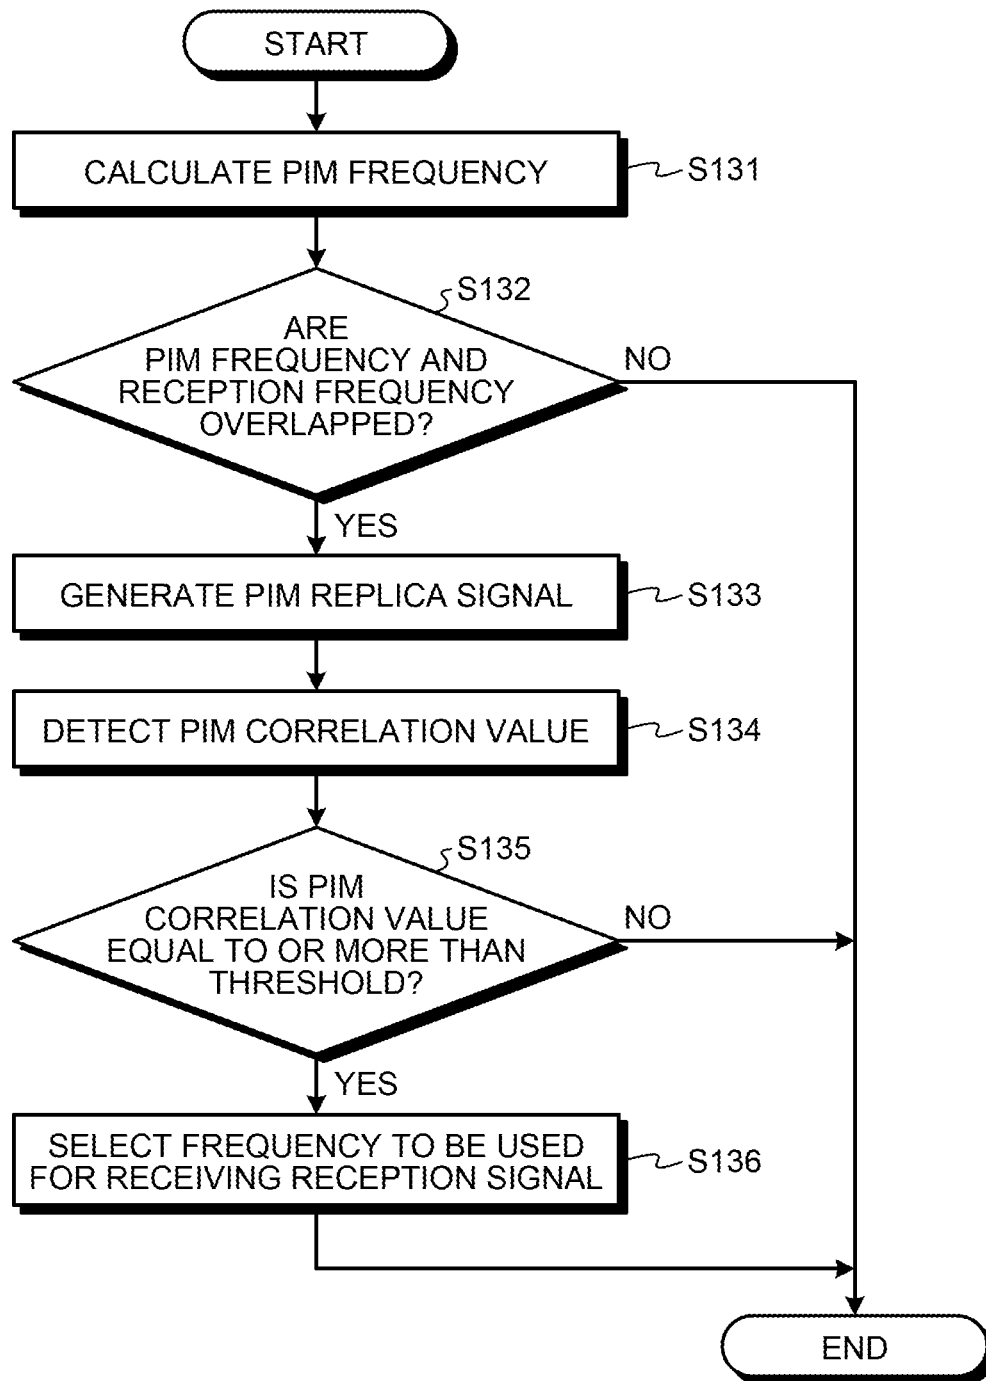 START
CALCULATE PIM FREQUENCY
S131
S132
ARE
PIM FREQUENCY AND
RECEPTION FREQUENCY
OVERLAPPED?
NO
YES
GENERATE PIM REPLICA SIGNAL
S133
DETECT PIM CORRELATION VALUE
S134
S135
IS PIM
CORRELATION VALUE
EQUAL TO OR MORE THAN
THRESHOLD?
NO
YES
SELECT FREQUENCY TO BE USED
FOR RECEIVING RECEPTION SIGNAL
S136
END